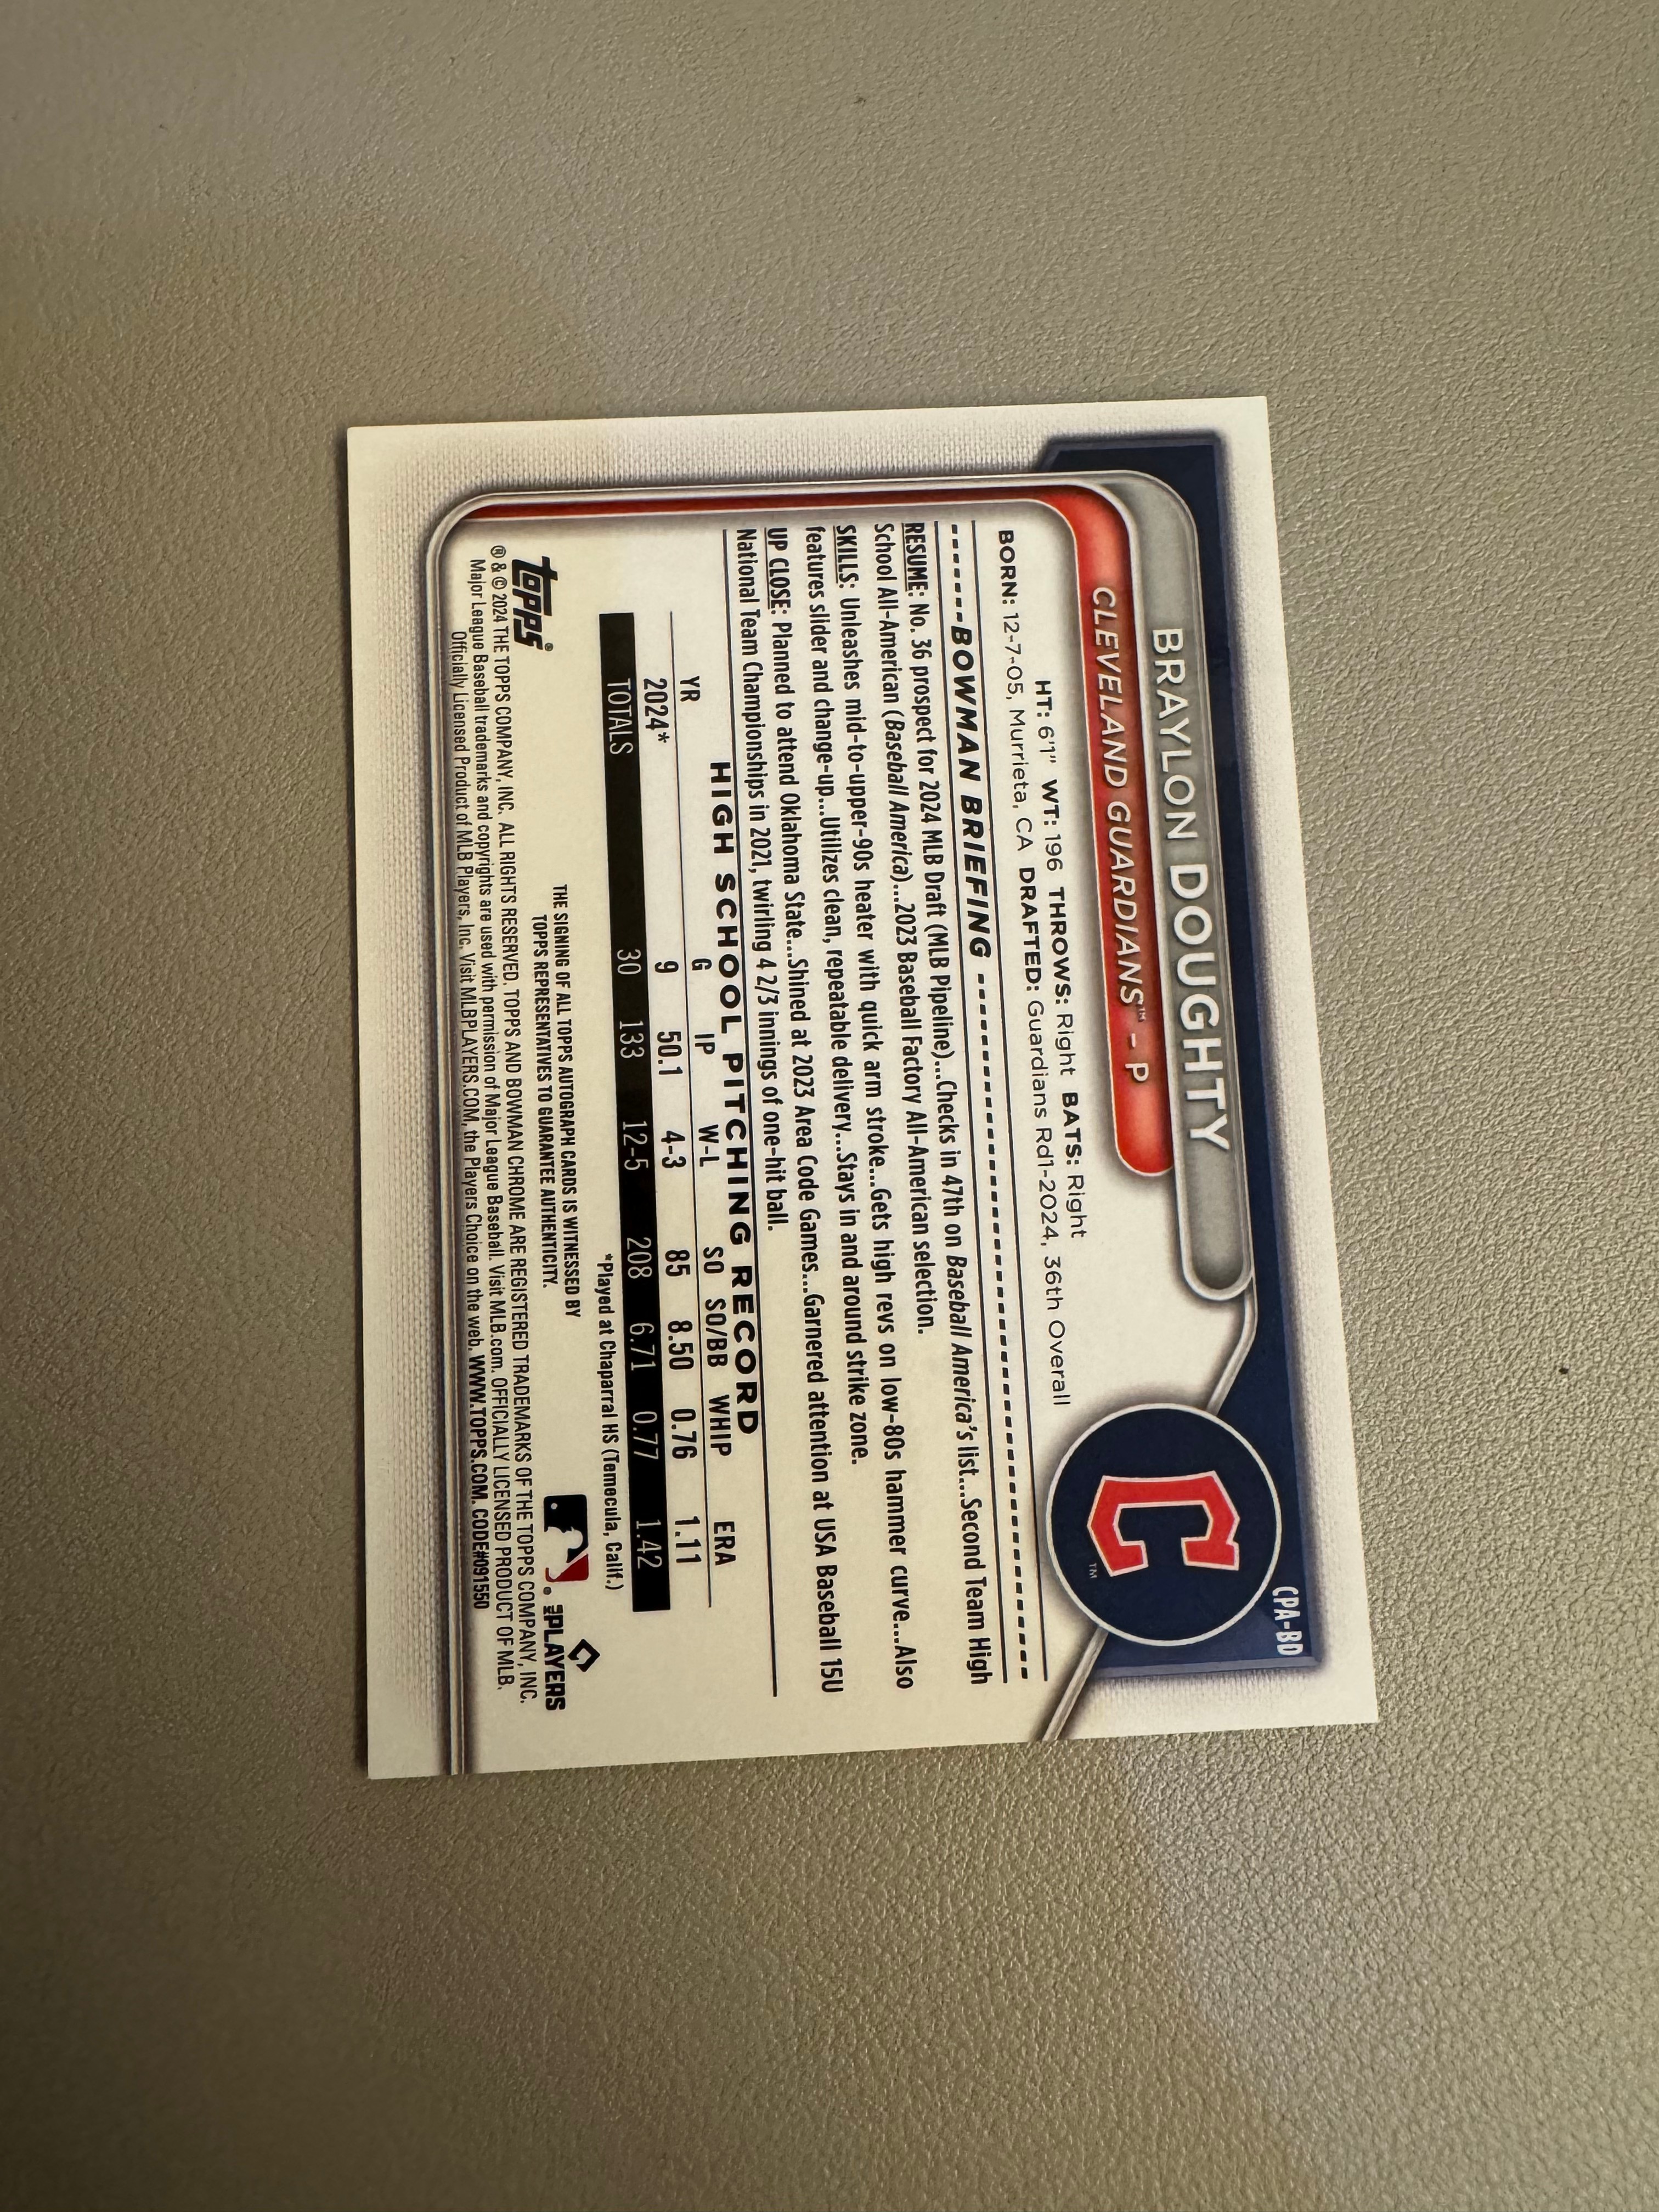 CPA-BD
BRAYLON DOUGHTY
CLEVELAND GUARDIANS™ - P
C
TM
HT: 6'1" WT: 196 THROWS: Right BATS: Right
BORN: 12-7-05, Murrieta, CA DRAFTED: Guardians Rd1-2024, 36th Overall
BOWMAN BRIEFING
RESUME: No. 36 prospect for 2024 MLB Draft (MLB Pipeline)...Checks in 47th on Baseball America's list...Second Team High
School All-American (Baseball America)...2023 Baseball Factory All-American selection.
SKILLS: Unleashes mid-to-upper-90s heater with quick arm stroke...Gets high revs on low-80s hammer curve...Also
features slider and change-up...Utilizes clean, repeatable delivery...Stays in and around strike zone.
UP CLOSE: Planned to attend Oklahoma State...Shined at 2023 Area Code Games...Garnered attention at USA Baseball 15U
National Team Championships in 2021, twirling 4 2/3 innings of one-hit ball.
HIGH SCHOOL PITCHING RECORD
YR G IP W-L SO SO/BB WHIP ERA
2024* 9 50.1 4-3 85 8.50 0.76 1.11
TOTALS 30 133 12-5 208 6.71 0.77 1.42
*Played at Chaparral HS (Temecula, Calif.)
THE SIGNING OF ALL TOPPS AUTOGRAPH CARDS IS WITNESSED BY
TOPPS REPRESENTATIVES TO GUARANTEE AUTHENTICITY.
topps®
MLB PLAYERS
® & © 2024 THE TOPPS COMPANY, INC. ALL RIGHTS RESERVED. TOPPS AND BOWMAN CHROME ARE REGISTERED TRADEMARKS OF THE TOPPS COMPANY, INC.
Major League Baseball trademarks and copyrights are used with permission of Major League Baseball. Visit MLB.com. OFFICIALLY LICENSED PRODUCT OF MLB.
Officially Licensed Product of MLB Players, Inc. Visit MLBPLAYERS.COM, the Players Choice on the web. WWW.TOPPS.COM. CODE#091550